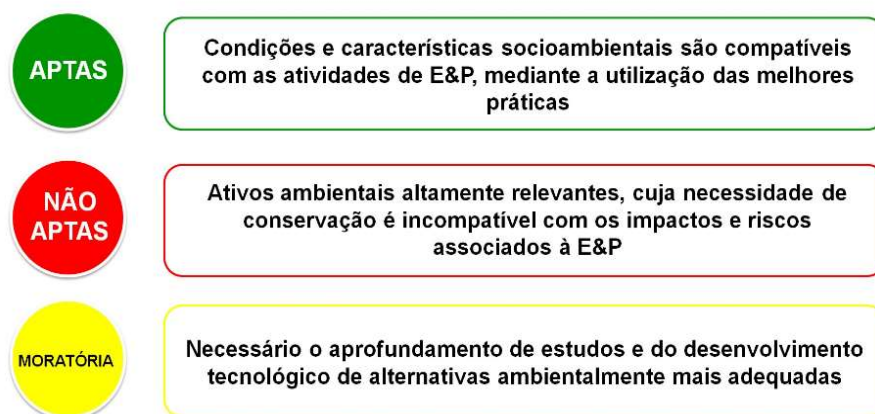 APTAS
Condições e características socioambientais são compatíveis
com as atividades de E&P, mediante a utilização das melhores
práticas
NÃO
APTAS
Ativos ambientais altamente relevantes, cuja necessidade de
conservação é incompatível com os impactos e riscos
associados à E&P
MORATÓRIA
Necessário o aprofundamento de estudos e do desenvolvimento
tecnológico de alternativas ambientalmente mais adequadas